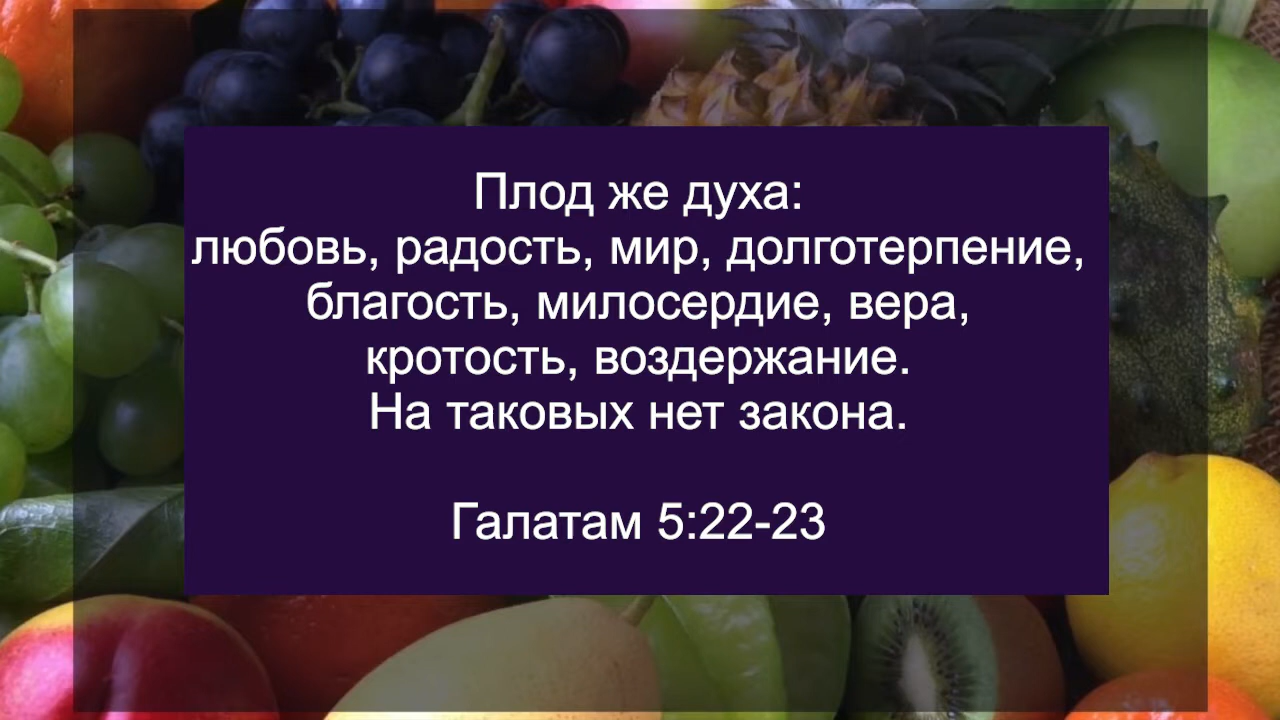 Плод же духа:
любовь, радость, мир, долготерпение,
благость, милосердие, вера,
кротость, воздержание.
На таковых нет закона.
Галатам 5:22-23